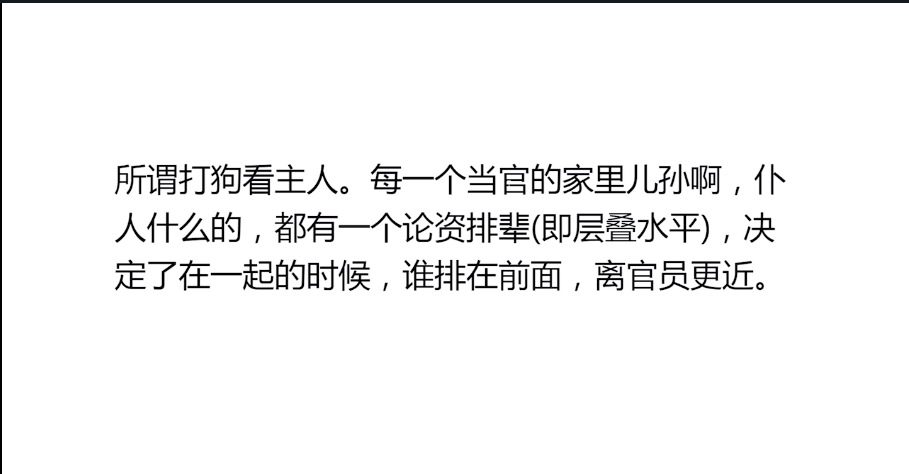 所谓打狗看主人。每一个当官的家里儿孙啊，仆
人什么的，都有一个论资排辈(即层叠水平)，决
定了在一起的时候，谁排在前面，离官员更近。